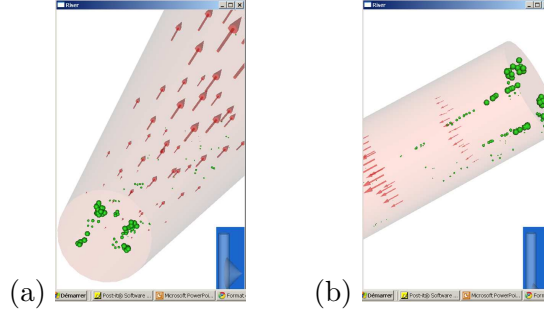 River
River
(a)
(b)
Démarrer Post-it® Software ... Microsoft PowerPoi... Format
Démarrer Post-it® Software ... Microsoft PowerPoi... Form